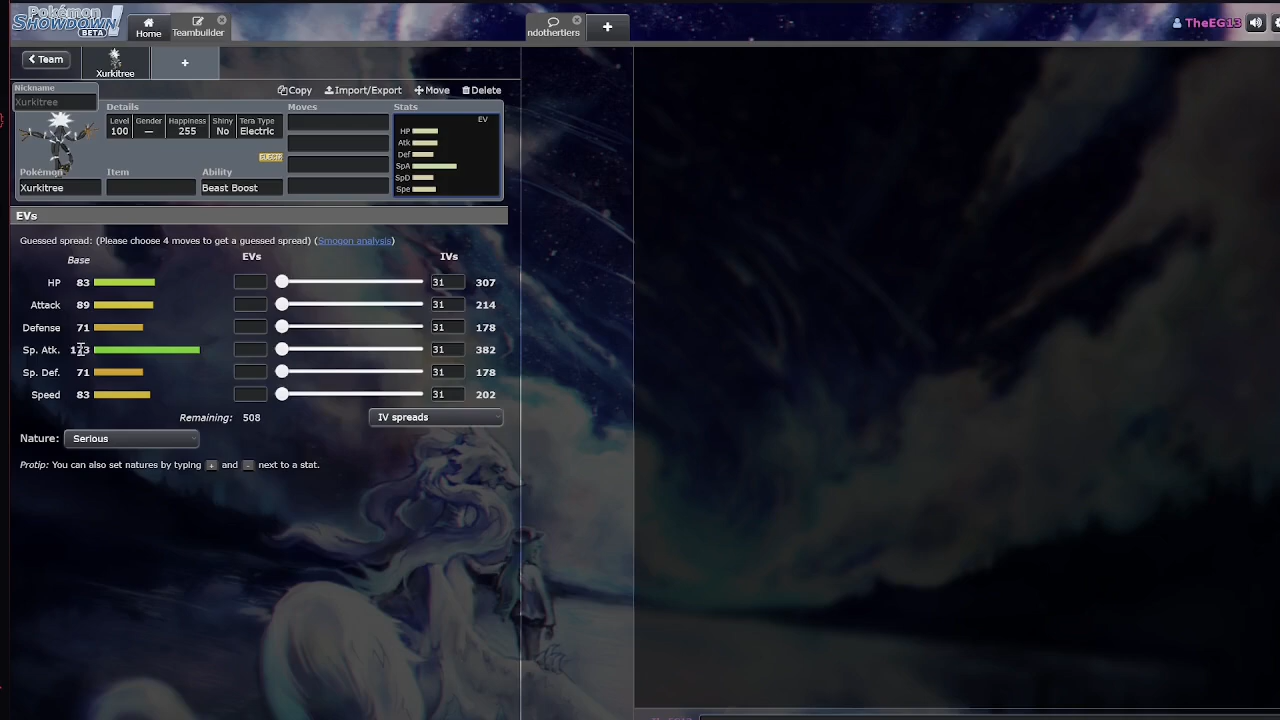 Pokémon
SHOWDOWN!
BETA
Home
Teambuilder
ndothertiers
+
TheEG13
Team
Xurkitree
+
Nickname
Xurkitree
Copy Import/Export Move Delete
Details Moves Stats
Level Gender Happiness Shiny Tera Type EV
100 — 255 No Electric
HP
Atk
Def
SpA
SpD
Spe
ELECTR
Pokémon Item Ability
Xurkitree Beast Boost
EVs
Guessed spread: (Please choose 4 moves to get a guessed spread) (Smogon analysis)
Base EVs IVs
HP 83 31 307
Attack 89 31 214
Defense 71 31 178
Sp. Atk. 173 31 382
Sp. Def. 71 31 178
Speed 83 31 202
Remaining: 508 IV spreads
Nature: Serious
Protip: You can also set natures by typing + and - next to a stat.